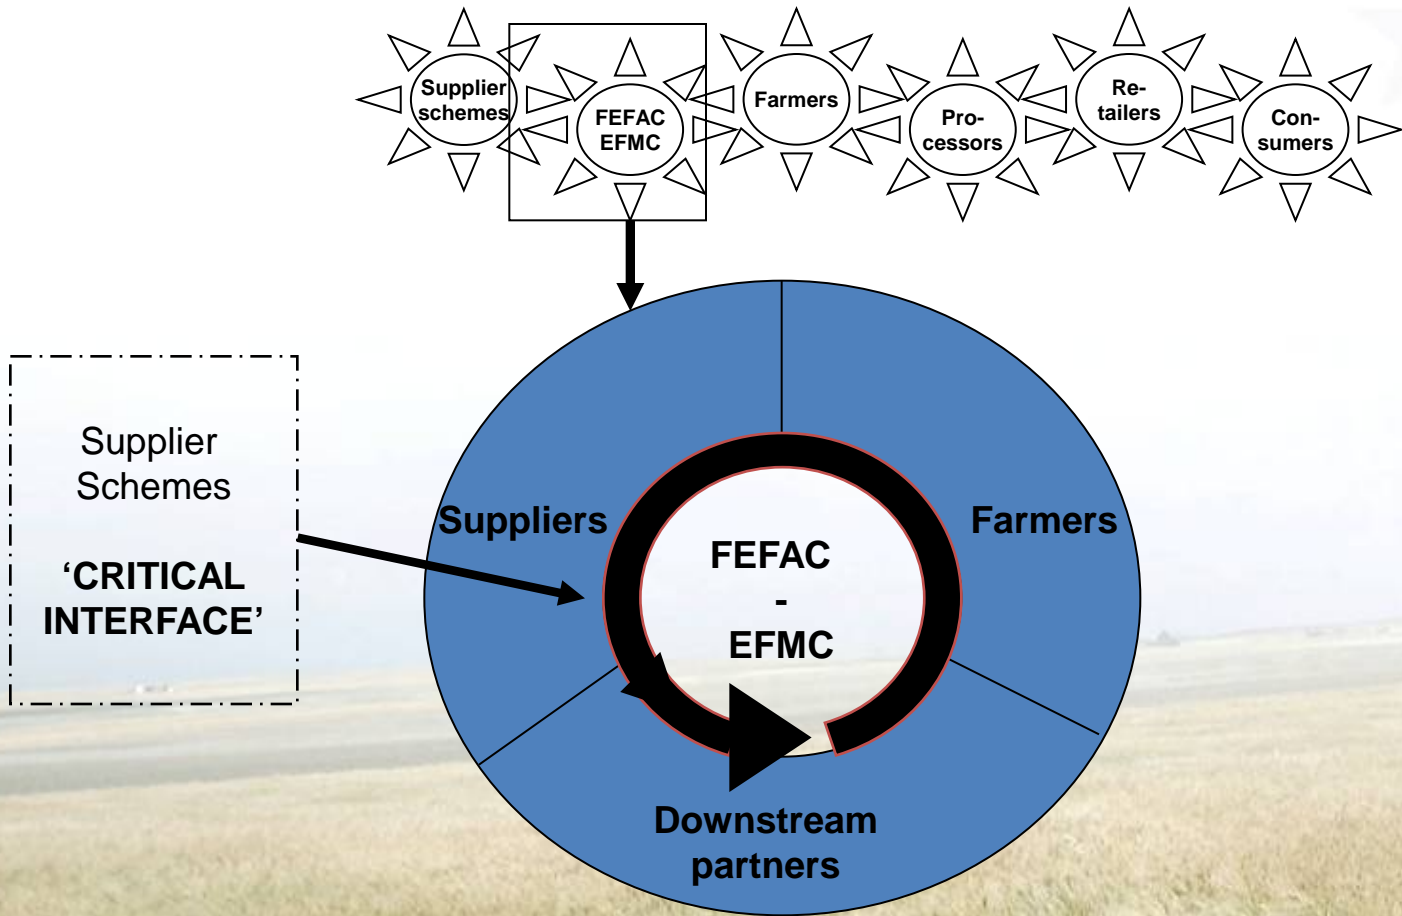 Supplier
schemes
FEFAC
EFMC
Farmers
Pro-
cessors
Re-
tailers
Con-
sumers
Supplier
Schemes
‘CRITICAL
INTERFACE’
Suppliers
Farmers
FEFAC
-
EFMC
Downstream
partners